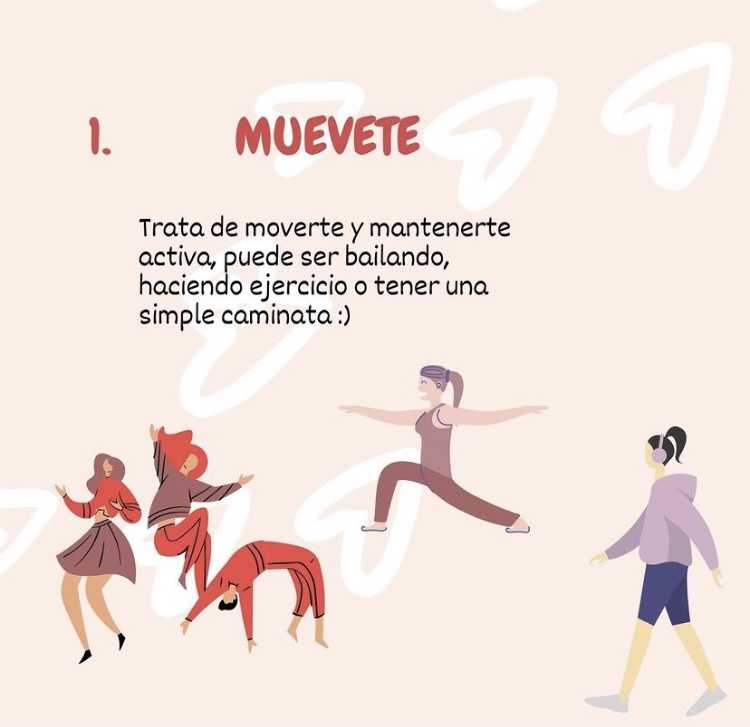 1. MUEVETE
Trata de moverte y mantenerte
activa, puede ser bailando,
haciendo ejercicio o tener una
simple caminata :)